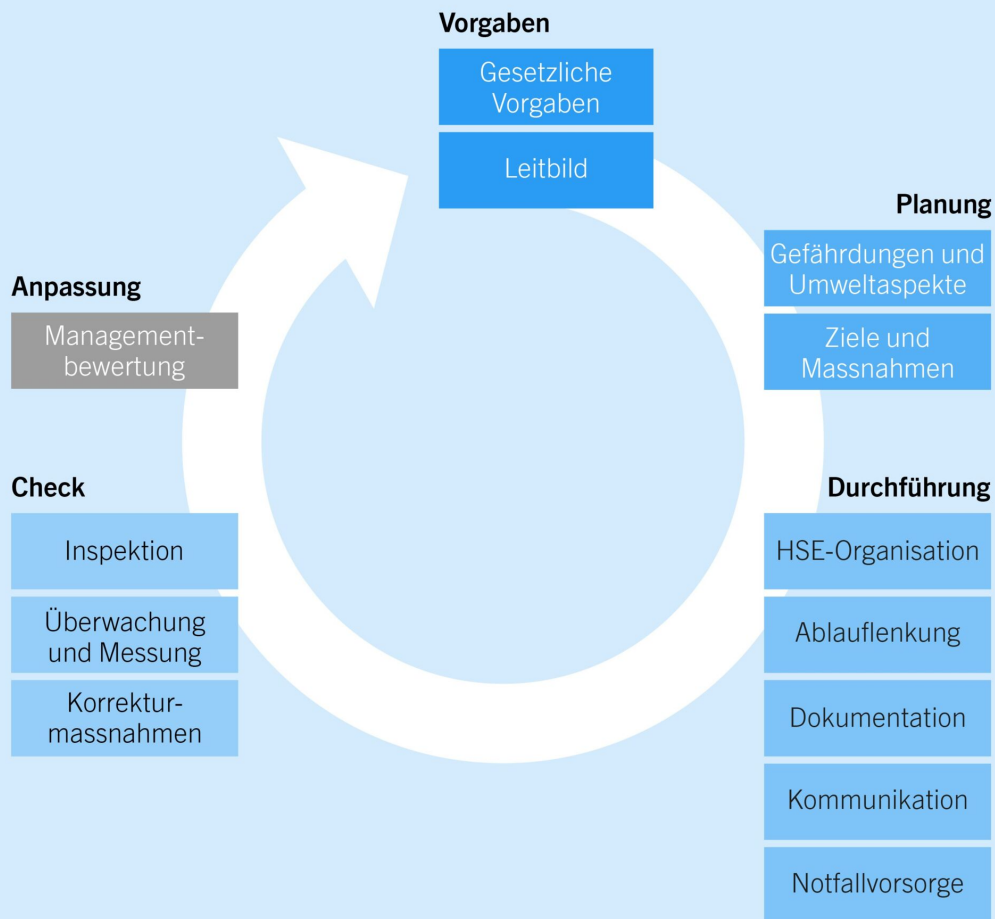 Vorgaben
Gesetzliche
Vorgaben
Leitbild
Planung
Gefährdungen und
Umweltaspekte
Ziele und
Massnahmen
Durchführung
HSE-Organisation
Ablauflenkung
Dokumentation
Kommunikation
Notfallvorsorge
Check
Inspektion
Überwachung
und Messung
Korrektur-
massnahmen
Anpassung
Management-
bewertung